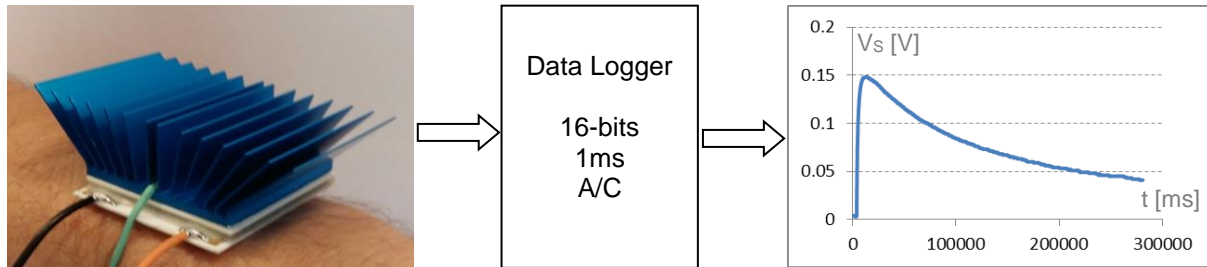 Data Logger
16-bits
1ms
A/C
Vs [V]
0.2
0.15
0.1
0.05
0
t [ms]
0
100000
200000
300000